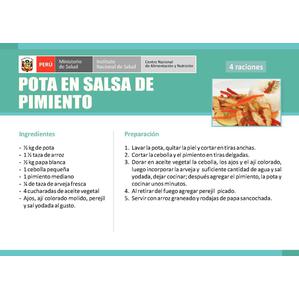 PERÚ
Ministerio
de Salud
Instituto
Nacional de Salud
Centro Nacional
de Alimentación y Nutrición
4 raciones
POTA EN SALSA DE
PIMIENTO
Ingredientes
- ½ kg de pota
- 1 ½ taza de arroz
- ½ kg papa blanca
- 1 cebolla pequeña
- 1 pimiento mediano
- ¼ de taza de arveja fresca
- 4 cucharadas de aceite vegetal
- Ajos, ají colorado molido, perejil
y sal yodada al gusto.
Preparación
1. Lavar la pota, quitar la piel y cortar en tiras anchas.
2. Cortar la cebolla y el pimiento en tiras delgadas.
3. Dorar en aceite vegetal la cebolla, los ajos y el ají colorado,
luego incorporar la arveja y suficiente cantidad de agua y sal
yodada, dejar cocinar; después agregar el pimiento, la pota y
cocinar unos minutos.
4. Al retirar del fuego agregar perejil picado.
5. Servir con arroz graneado y rodajas de papa sancochada.